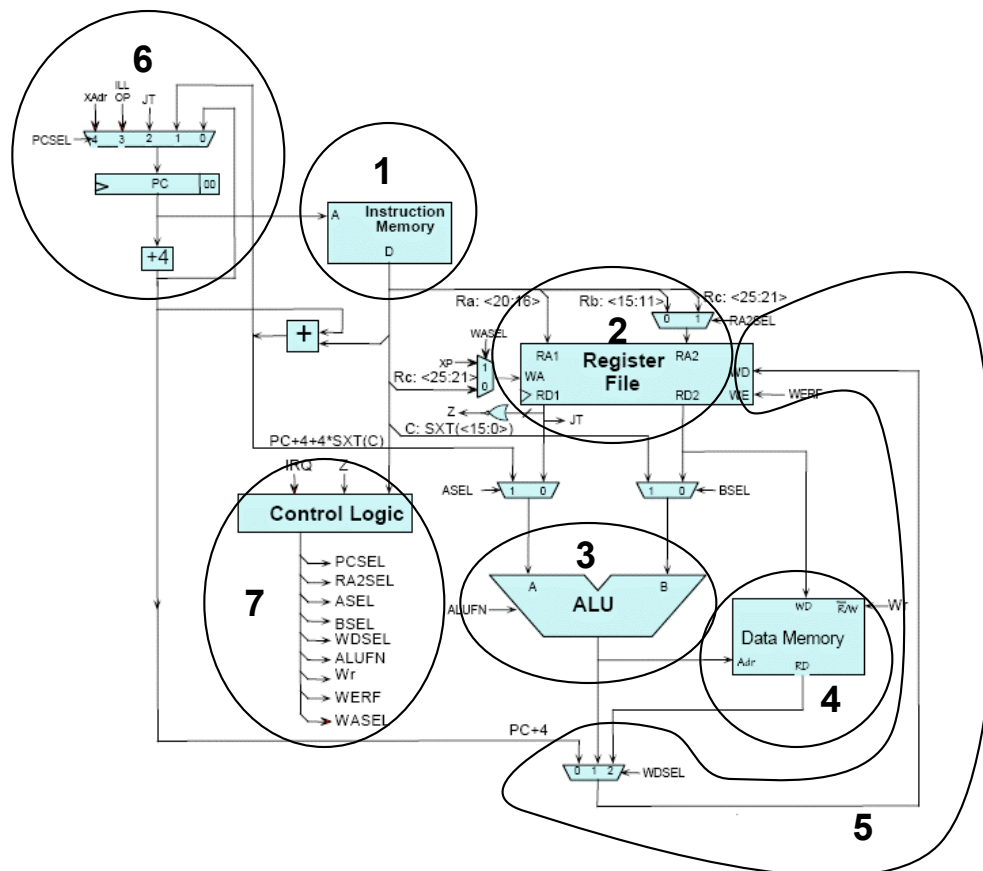 6
XAdr
ILL
OP
JT
PCSEL
4 3 2 1 0
PC
00
+4
1
A
Instruction
Memory
D
+
Ra: <20:16>
Rb: <15:11>
Rc: <25:21>
0 1
RA2SEL
2
WASEL
XP
Rc: <25:21>
1
0
RA1
WA
RD1
Register
File
RA2
RD2
WD
WE
WERF
Z
JT
C: SXT(<15:0>)
PC+4+4*SXT(C)
IRQ
Z
ASEL
1 0
1 0
BSEL
Control Logic
7
PCSEL
RA2SEL
ASEL
BSEL
WDSEL
ALUFN
Wr
WERF
WASEL
3
A
B
ALU
ALUFN
WD
R/W
Wr
Data Memory
Adr
RD
4
PC+4
0 1 2
WDSEL
5